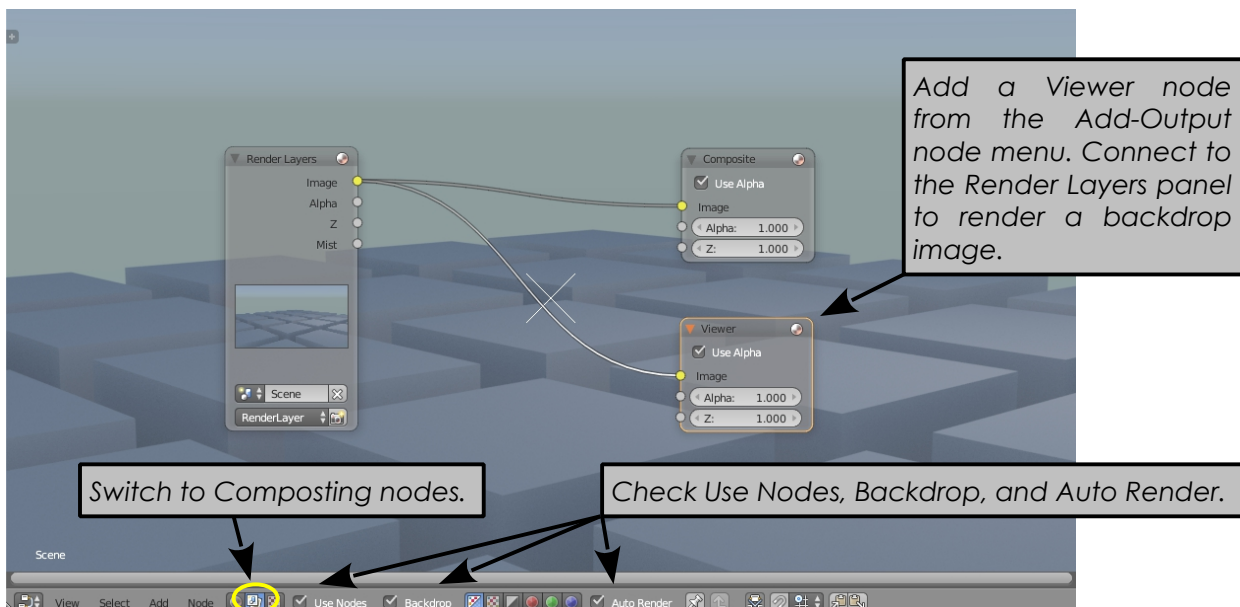 Add a Viewer node
from the Add-Output
node menu. Connect to
the Render Layers panel
to render a backdrop
image.
Render Layers
Image
Alpha
Z
Mist
Scene
RenderLayer
Composite
Use Alpha
Image
Alpha: 1.000
Z: 1.000
Viewer
Use Alpha
Image
Alpha: 1.000
Z: 1.000
Switch to Composting nodes.
Check Use Nodes, Backdrop, and Auto Render.
Scene
View Select Add Node Use Nodes Backdrop Auto Render